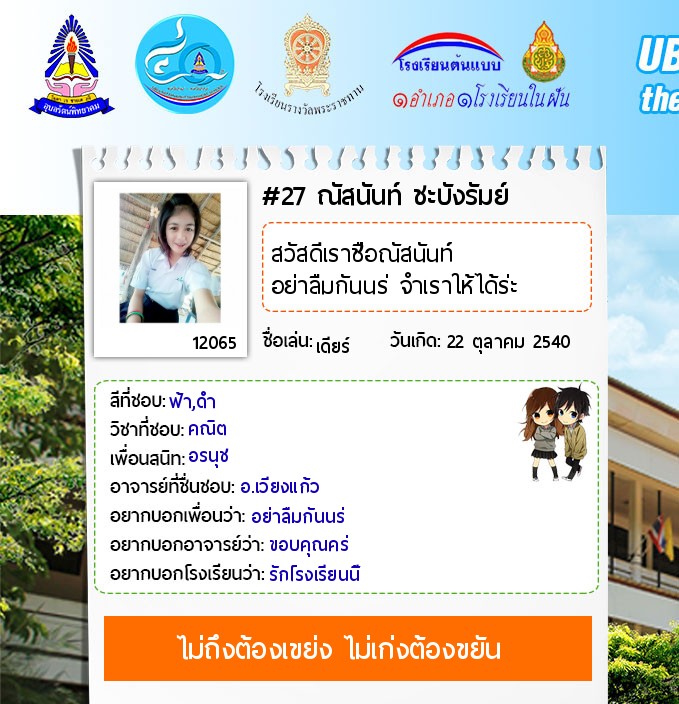 อุบลรัตน์พิทยาคม
โรงเรียนรางวัลพระราชทาน
โรงเรียนต้นแบบ
๑อำเภอ๑โรงเรียนในฝัน
UB
the
#27 ณัสนันท์ ชะบังรัมย์
สวัสดีเราชื่อณัสนันท์
อย่าลืมกันนร่ จำเราให้ได้ร่ะ
12065
ชื่อเล่น: เดียร์ วันเกิด: 22 ตุลาคม 2540
สีที่ชอบ: ฟ้า,ดำ
วิชาที่ชอบ: คณิต
เพื่อนสนิท: อรนุช
อาจารย์ที่ชื่นชอบ: อ.เวียงแก้ว
อยากบอกเพื่อนว่า: อย่าลืมกันนร่
อยากบอกอาจารย์ว่า: ขอบคุณคร่
อยากบอกโรงเรียนว่า: รักโรงเรียนนี้
ไม่ถึงต้องเขย่ง ไม่เก่งต้องขยัน